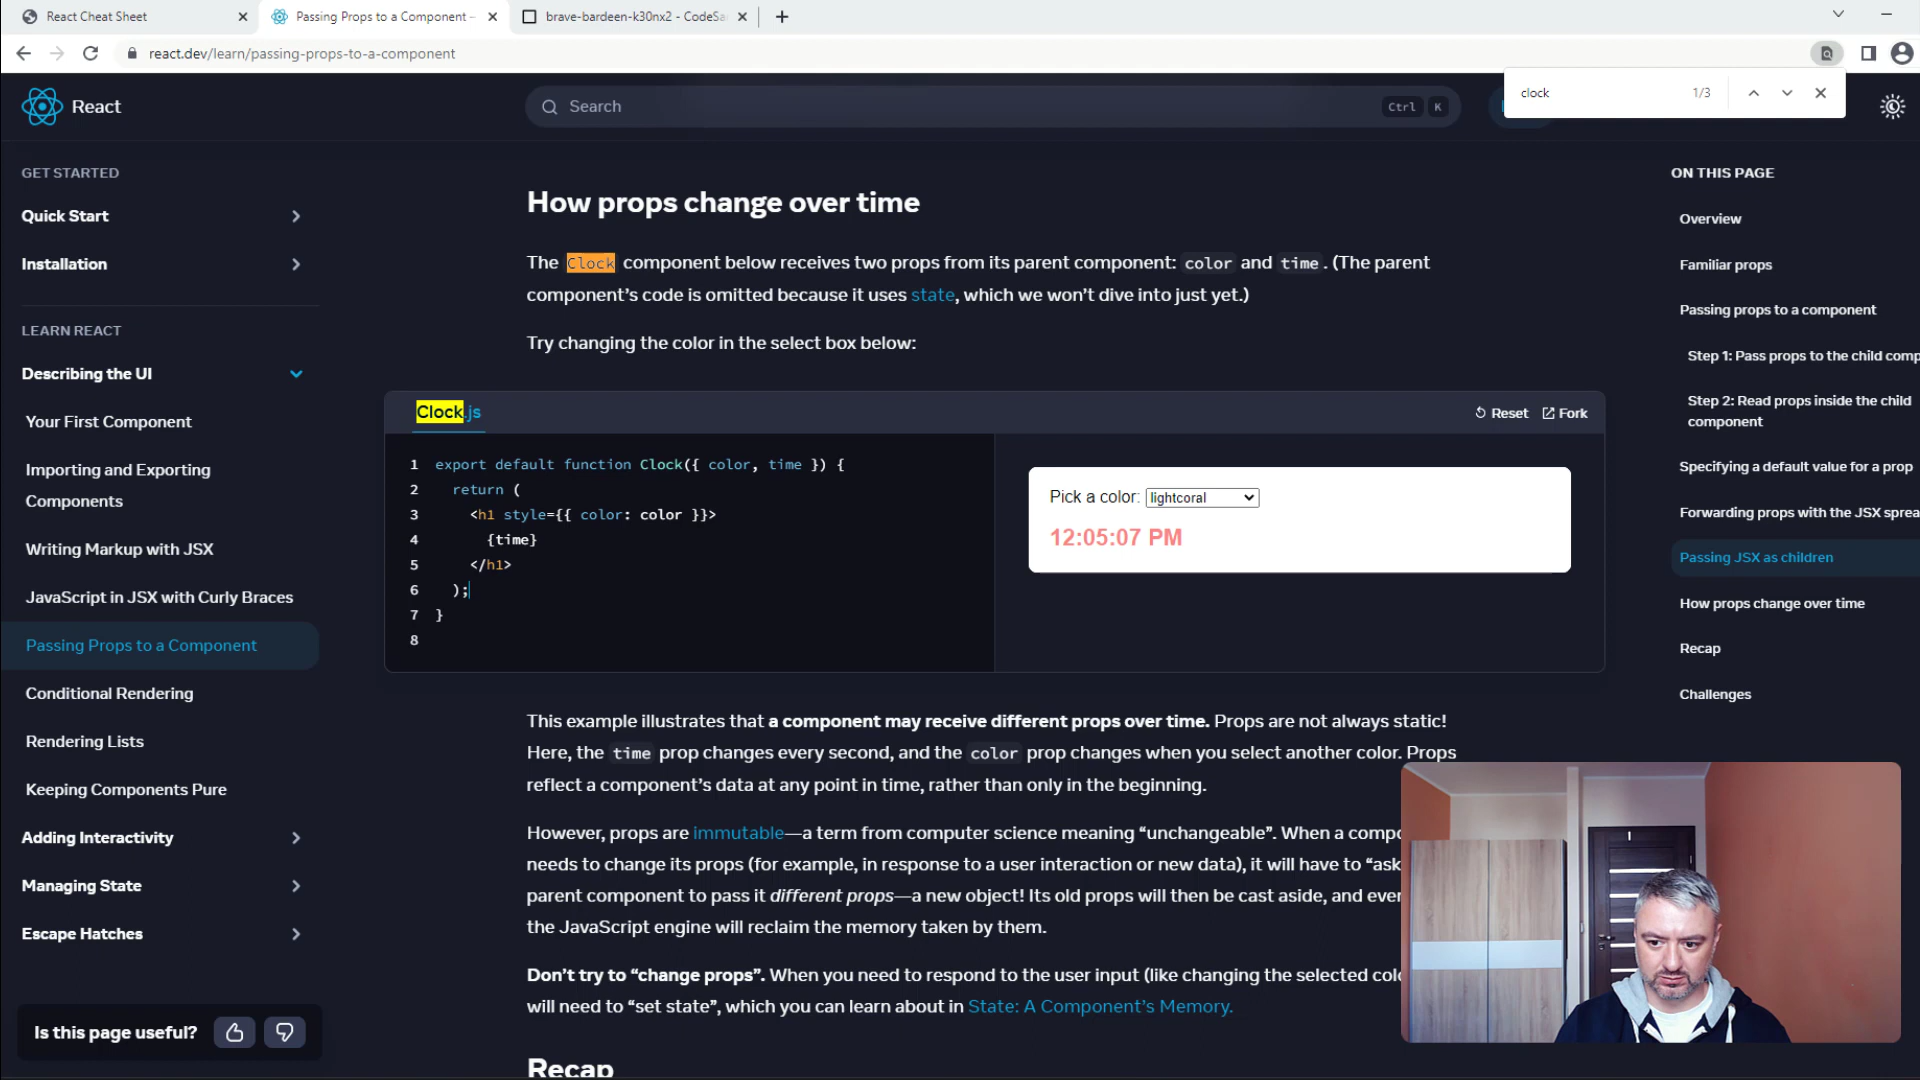 React Cheat Sheet
Passing Props to a Component –
brave-bardeen-k30nx2 - CodeSa
react.dev/learn/passing-props-to-a-component
clock
1/3
React
Search
Ctrl K
GET STARTED
Quick Start
Installation
LEARN REACT
Describing the UI
Your First Component
Importing and Exporting
Components
Writing Markup with JSX
JavaScript in JSX with Curly Braces
Passing Props to a Component
Conditional Rendering
Rendering Lists
Keeping Components Pure
Adding Interactivity
Managing State
Escape Hatches
Is this page useful?
How props change over time
The Clock component below receives two props from its parent component: color and time. (The parent
component’s code is omitted because it uses state, which we won’t dive into just yet.)
Try changing the color in the select box below:
Clock.js
Reset Fork
1 export default function Clock({ color, time }) {
2 return (
3 <h1 style={{ color: color }}>
4 {time}
5 </h1>
6 );
7 }
8
Pick a color: lightcoral
12:05:07 PM
This example illustrates that a component may receive different props over time. Props are not always static!
Here, the time prop changes every second, and the color prop changes when you select another color. Props
reflect a component’s data at any point in time, rather than only in the beginning.
However, props are immutable—a term from computer science meaning “unchangeable”. When a compo
needs to change its props (for example, in response to a user interaction or new data), it will have to “ask
parent component to pass it different props—a new object! Its old props will then be cast aside, and ever
the JavaScript engine will reclaim the memory taken by them.
Don’t try to “change props”. When you need to respond to the user input (like changing the selected colo
will need to “set state”, which you can learn about in State: A Component’s Memory.
Recap
ON THIS PAGE
Overview
Familiar props
Passing props to a component
Step 1: Pass props to the child comp
Step 2: Read props inside the child
component
Specifying a default value for a prop
Forwarding props with the JSX sprea
Passing JSX as children
How props change over time
Recap
Challenges